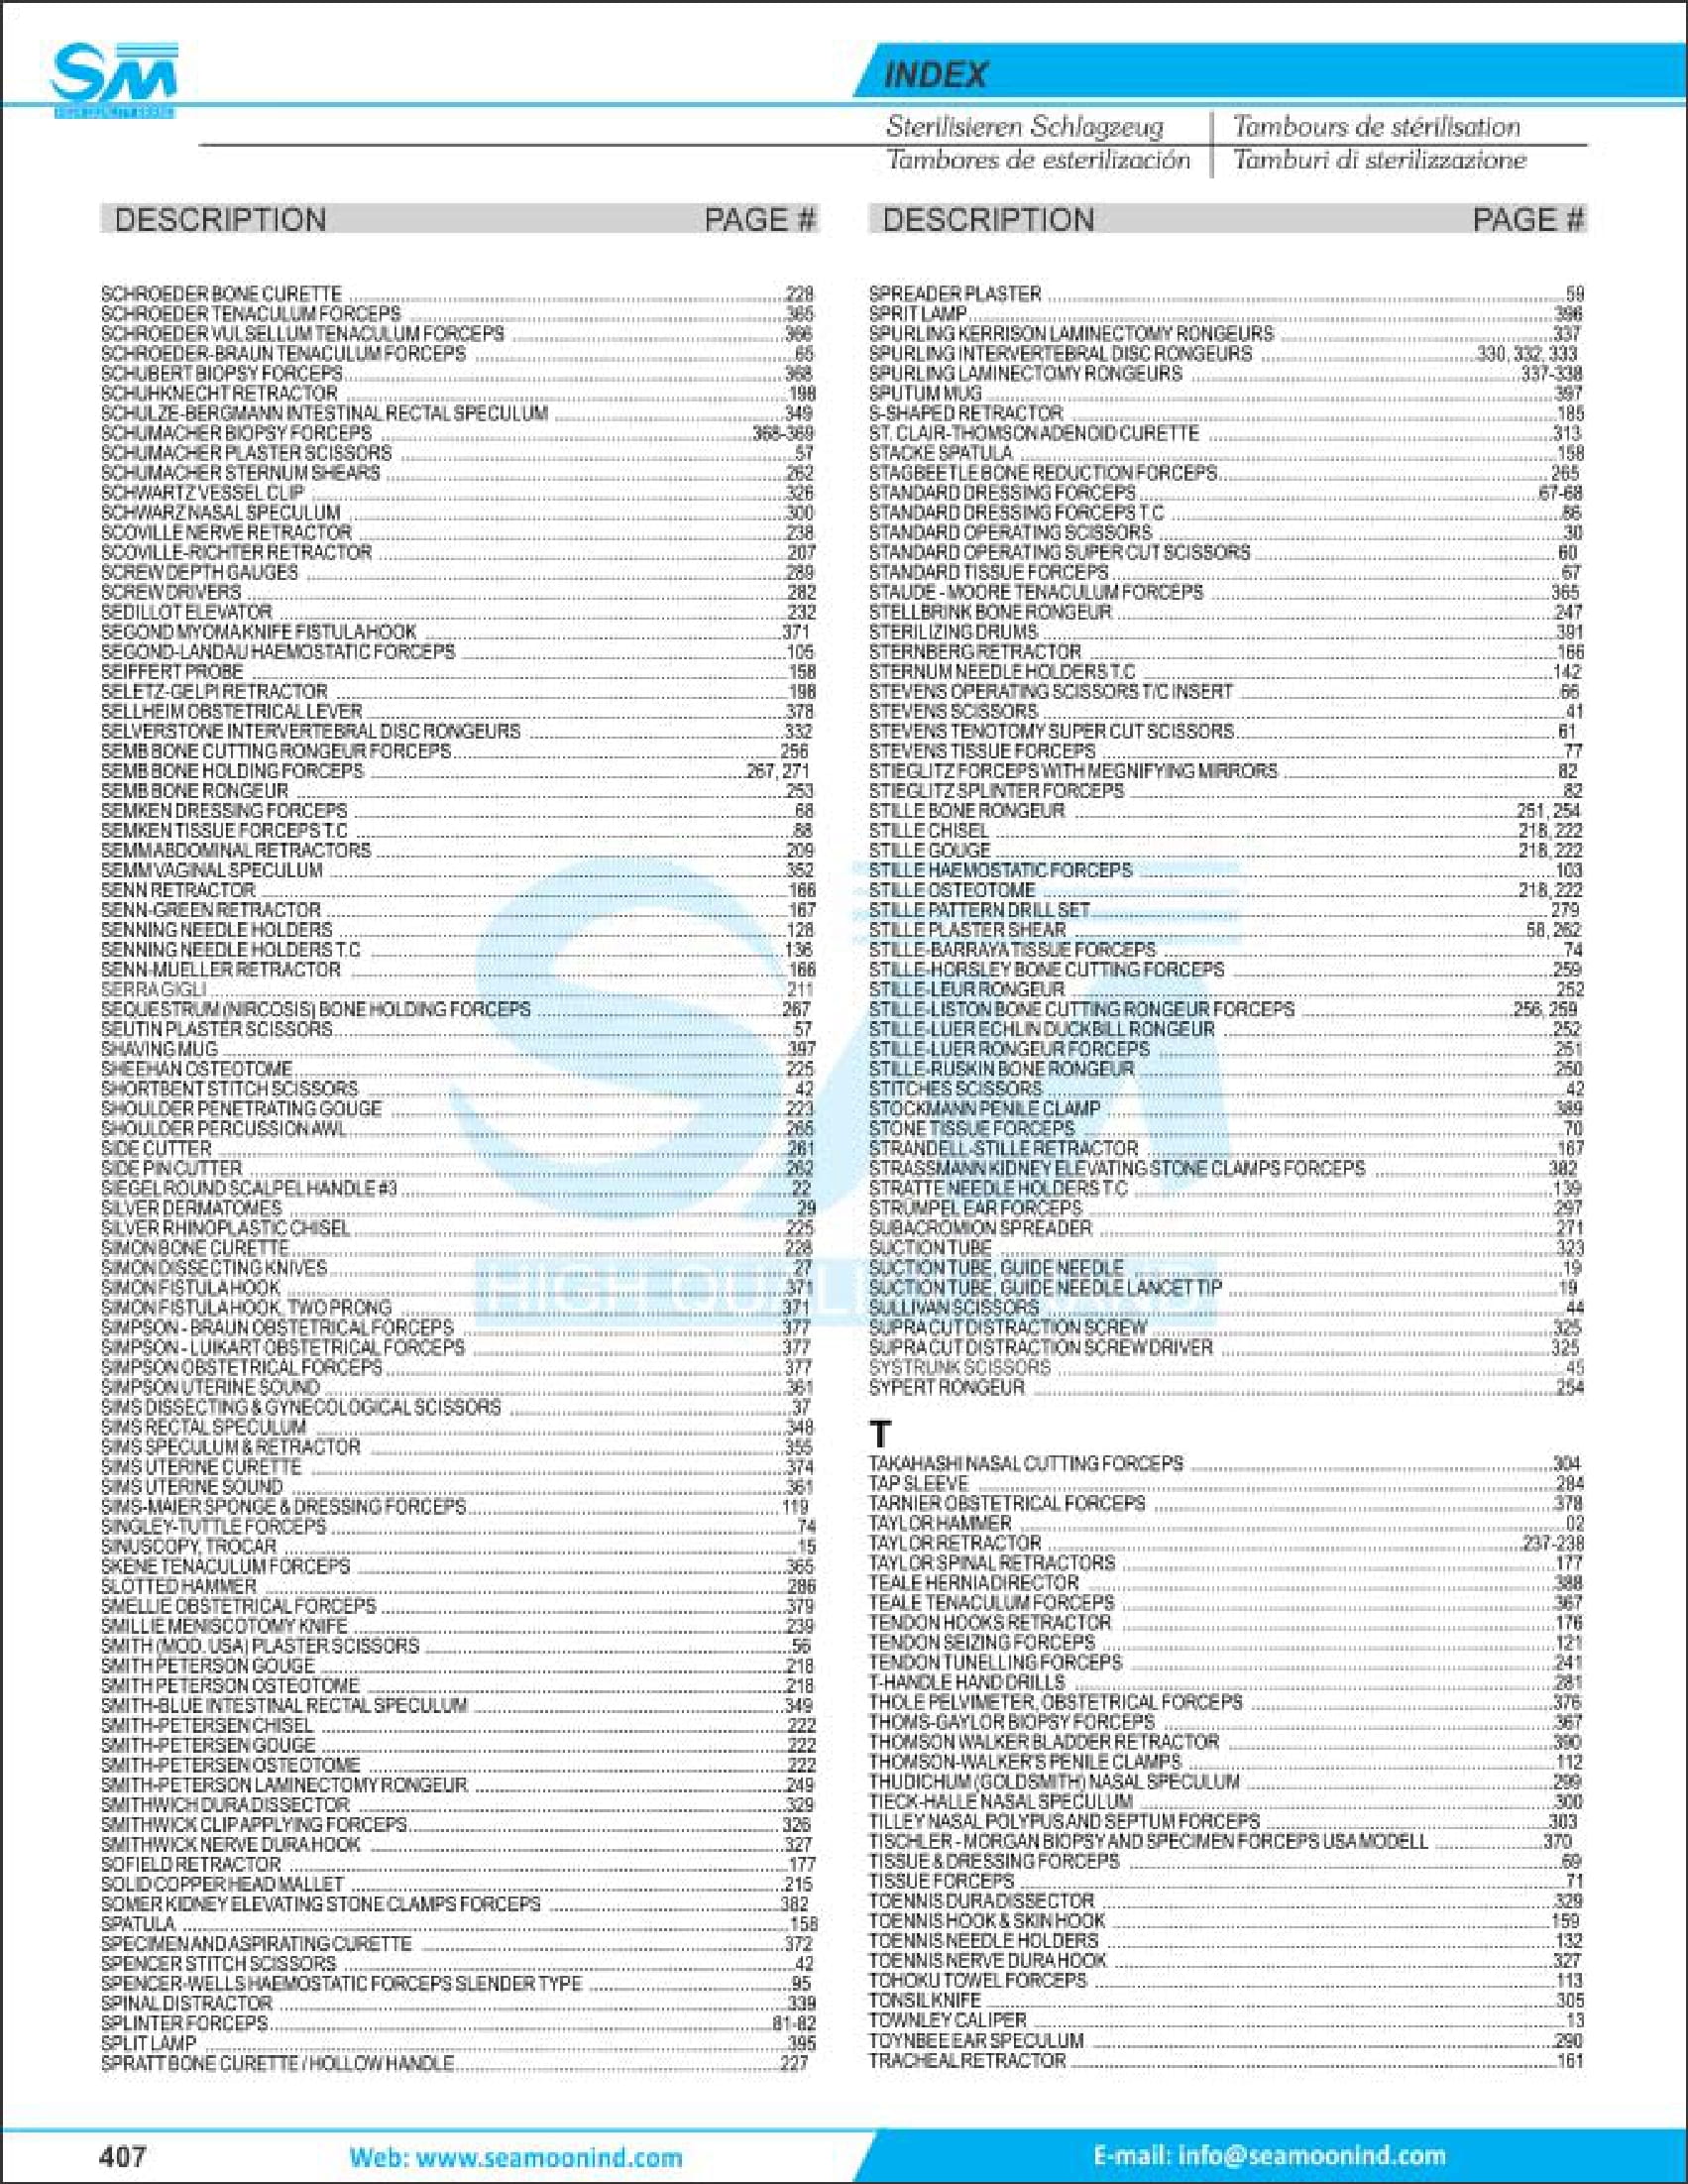 SM
INDEX
Sterilisieren Schlagzeug
Tambours de stérilisation
Tambores de esterilización
Tamburi di sterilizzazione
DESCRIPTION PAGE #
SCHROEDER BONE CURETTE 228
SCHROEDER TENACULUM FORCEPS 365
SCHROEDER VULSELLUM TENACULUM FORCEPS 366
SCHROEDER-BRAUN TENACULUM FORCEPS 65
SCHUBERT BIOPSY FORCEPS 368
SCHUHKNECHT RETRACTOR 198
SCHULZE-BERGMANN INTESTINAL RECTAL SPECULUM 349
SCHUMACHER BIOPSY FORCEPS 368-369
SCHUMACHER PLASTER SCISSORS 57
SCHUMACHER STERNUM SHEARS 262
SCHWARTZ VESSEL CLIP 326
SCHWARZ NASAL SPECULUM 300
SCOVILLE NERVE RETRACTOR 238
SCOVILLE-RICHTER RETRACTOR 207
SCREW DEPTH GAUGES 289
SCREW DRIVERS 282
SEDILLOT ELEVATOR 232
SEGOND MYOMA KNIFE FISTULA HOOK 371
SEGOND-LANDAU HAEMOSTATIC FORCEPS 105
SEIFFERT PROBE 158
SELETZ-GELPI RETRACTOR 198
SELLHEIM OBSTETRICAL LEVER 378
SELVERSTONE INTERVERTEBRAL DISC RONGEURS 332
SEMB BONE CUTTING RONGEUR FORCEPS 256
SEMB BONE HOLDING FORCEPS 267, 271
SEMB BONE RONGEUR 253
SEMKEN DRESSING FORCEPS 68
SEMKEN TISSUE FORCEPS T.C 88
SEMM ABDOMINAL RETRACTORS 209
SEMM VAGINAL SPECULUM 352
SENN RETRACTOR 166
SENN-GREEN RETRACTOR 167
SENNING NEEDLE HOLDERS 128
SENNING NEEDLE HOLDERS T.C 136
SENN-MUELLER RETRACTOR 166
SERRA GIGLI 211
SEQUESTRUM (NIRCOSIS) BONE HOLDING FORCEPS 267
SEUTIN PLASTER SCISSORS 57
SHAVING MUG 397
SHEEHAN OSTEOTOME 225
SHORTBENT STITCH SCISSORS 42
SHOULDER PENETRATING GOUGE 223
SHOULDER PERCUSSION AWL 265
SIDE CUTTER 261
SIDE PIN CUTTER 262
SIEGEL ROUND SCALPEL HANDLE #3 22
SILVER DERMATOMES 29
SILVER RHINOPLASTIC CHISEL 225
SIMON BONE CURETTE 228
SIMON DISSECTING KNIVES 27
SIMON FISTULA HOOK 371
SIMON FISTULA HOOK, TWO PRONG 371
SIMPSON - BRAUN OBSTETRICAL FORCEPS 377
SIMPSON - LUIKART OBSTETRICAL FORCEPS 377
SIMPSON OBSTETRICAL FORCEPS 377
SIMPSON UTERINE SOUND 361
SIMS DISSECTING & GYNECOLOGICAL SCISSORS 37
SIMS RECTAL SPECULUM 348
SIMS SPECULUM & RETRACTOR 355
SIMS UTERINE CURETTE 374
SIMS UTERINE SOUND 361
SIMS-MAIER SPONGE & DRESSING FORCEPS 119
SINGLEY-TUTTLE FORCEPS 74
SINUSCOPY, TROCAR 15
SKENE TENACULUM FORCEPS 365
SLOTTED HAMMER 286
SMELLIE OBSTETRICAL FORCEPS 379
SMILLIE MENISCOTOMY KNIFE 239
SMITH (MOD. USA) PLASTER SCISSORS 56
SMITH PETERSON GOUGE 218
SMITH PETERSON OSTEOTOME 218
SMITH-BLUE INTESTINAL RECTAL SPECULUM 349
SMITH-PETERSEN CHISEL 222
SMITH-PETERSEN GOUGE 222
SMITH-PETERSEN OSTEOTOME 222
SMITH-PETERSON LAMINECTOMY RONGEUR 249
SMITHWICH DURA DISSECTOR 329
SMITHWICK CLIP APPLYING FORCEPS 326
SMITHWICK NERVE DURA HOOK 327
SOFIELD RETRACTOR 177
SOLID COPPER HEAD MALLET 215
SOMER KIDNEY ELEVATING STONE CLAMPS FORCEPS 382
SPATULA 158
SPECIMEN AND ASPIRATING CURETTE 372
SPENCER STITCH SCISSORS 42
SPENCER-WELLS HAEMOSTATIC FORCEPS SLENDER TYPE 95
SPINAL DISTRACTOR 339
SPLINTER FORCEPS 81-82
SPLIT LAMP 395
SPRATT BONE CURETTE / HOLLOW HANDLE 227
DESCRIPTION PAGE #
SPREADER PLASTER 59
SPRIT LAMP 396
SPURLING KERRISON LAMINECTOMY RONGEURS 337
SPURLING INTERVERTEBRAL DISC RONGEURS 330, 332, 333
SPURLING LAMINECTOMY RONGEURS 337-338
SPUTUM MUG 397
S-SHAPED RETRACTOR 185
ST. CLAIR-THOMSON ADENOID CURETTE 313
STACKE SPATULA 158
STAGBEETLE BONE REDUCTION FORCEPS 265
STANDARD DRESSING FORCEPS 67-68
STANDARD DRESSING FORCEPS T.C 86
STANDARD OPERATING SCISSORS 30
STANDARD OPERATING SUPER CUT SCISSORS 60
STANDARD TISSUE FORCEPS 67
STAUDE - MOORE TENACULUM FORCEPS 365
STELLBRINK BONE RONGEUR 247
STERILIZING DRUMS 391
STERNBERG RETRACTOR 166
STERNUM NEEDLE HOLDERS T.C 142
STEVENS OPERATING SCISSORS T/C INSERT 66
STEVENS SCISSORS 41
STEVENS TENOTOMY SUPER CUT SCISSORS 61
STEVENS TISSUE FORCEPS 77
STIEGLITZ FORCEPS WITH MEGNIFYING MIRRORS 82
STIEGLITZ SPLINTER FORCEPS 82
STILLE BONE RONGEUR 251, 254
STILLE CHISEL 218, 222
STILLE GOUGE 218, 222
STILLE HAEMOSTATIC FORCEPS 103
STILLE OSTEOTOME 218, 222
STILLE PATTERN DRILL SET 279
STILLE PLASTER SHEAR 58, 262
STILLE-BARRAYA TISSUE FORCEPS 74
STILLE-HORSLEY BONE CUTTING FORCEPS 259
STILLE-LEUR RONGEUR 252
STILLE-LISTON BONE CUTTING RONGEUR FORCEPS 256, 259
STILLE-LUER ECHLIN DUCKBILL RONGEUR 252
STILLE-LUER RONGEUR FORCEPS 251
STILLE-RUSKIN BONE RONGEUR 250
STITCHES SCISSORS 42
STOCKMANN PENILE CLAMP 389
STONE TISSUE FORCEPS 70
STRANDELL-STILLE RETRACTOR 167
STRASSMANN KIDNEY ELEVATING STONE CLAMPS FORCEPS 382
STRATTE NEEDLE HOLDERS T.C 139
STRUMPEL EAR FORCEPS 297
SUBACROMION SPREADER 271
SUCTION TUBE 323
SUCTION TUBE, GUIDE NEEDLE 19
SUCTION TUBE, GUIDE NEEDLE LANCET TIP 19
SULLIVAN SCISSORS 44
SUPRA CUT DISTRACTION SCREW 325
SUPRA CUT DISTRACTION SCREWDRIVER 325
SYSTRUNK SCISSORS 45
SYPERT RONGEUR 254
T
TAKAHASHI NASAL CUTTING FORCEPS 304
TAP SLEEVE 284
TARNIER OBSTETRICAL FORCEPS 378
TAYLOR HAMMER 02
TAYLOR RETRACTOR 237-238
TAYLOR SPINAL RETRACTORS 177
TEALE HERNIA DIRECTOR 388
TEALE TENACULUM FORCEPS 367
TENDON HOOKS RETRACTOR 176
TENDON SEIZING FORCEPS 121
TENDON TUNELLING FORCEPS 241
T-HANDLE HAND DRILLS 281
THOLE PELVIMETER, OBSTETRICAL FORCEPS 376
THOMS-GAYLOR BIOPSY FORCEPS 367
THOMSON WALKER BLADDER RETRACTOR 390
THOMSON-WALKER'S PENILE CLAMPS 112
THUDICHUM (GOLDSMITH) NASAL SPECULUM 299
TIECK-HALLE NASAL SPECULUM 300
TILLEY NASAL POLYPUS AND SEPTUM FORCEPS 303
TISCHLER - MORGAN BIOPSY AND SPECIMEN FORCEPS USA MODELL 370
TISSUE & DRESSING FORCEPS 69
TISSUE FORCEPS 71
TOENNIS DURA DISSECTOR 329
TOENNIS HOOK & SKIN HOOK 159
TOENNIS NEEDLE HOLDERS 132
TOENNIS NERVE DURA HOOK 327
TOHOKU TOWEL FORCEPS 113
TONSIL KNIFE 305
TOWNLEY CALIPER 13
TOYNBEE EAR SPECULUM 290
TRACHEAL RETRACTOR 161
407
Web: www.seamoonind.com
E-mail: info@seamoonind.com